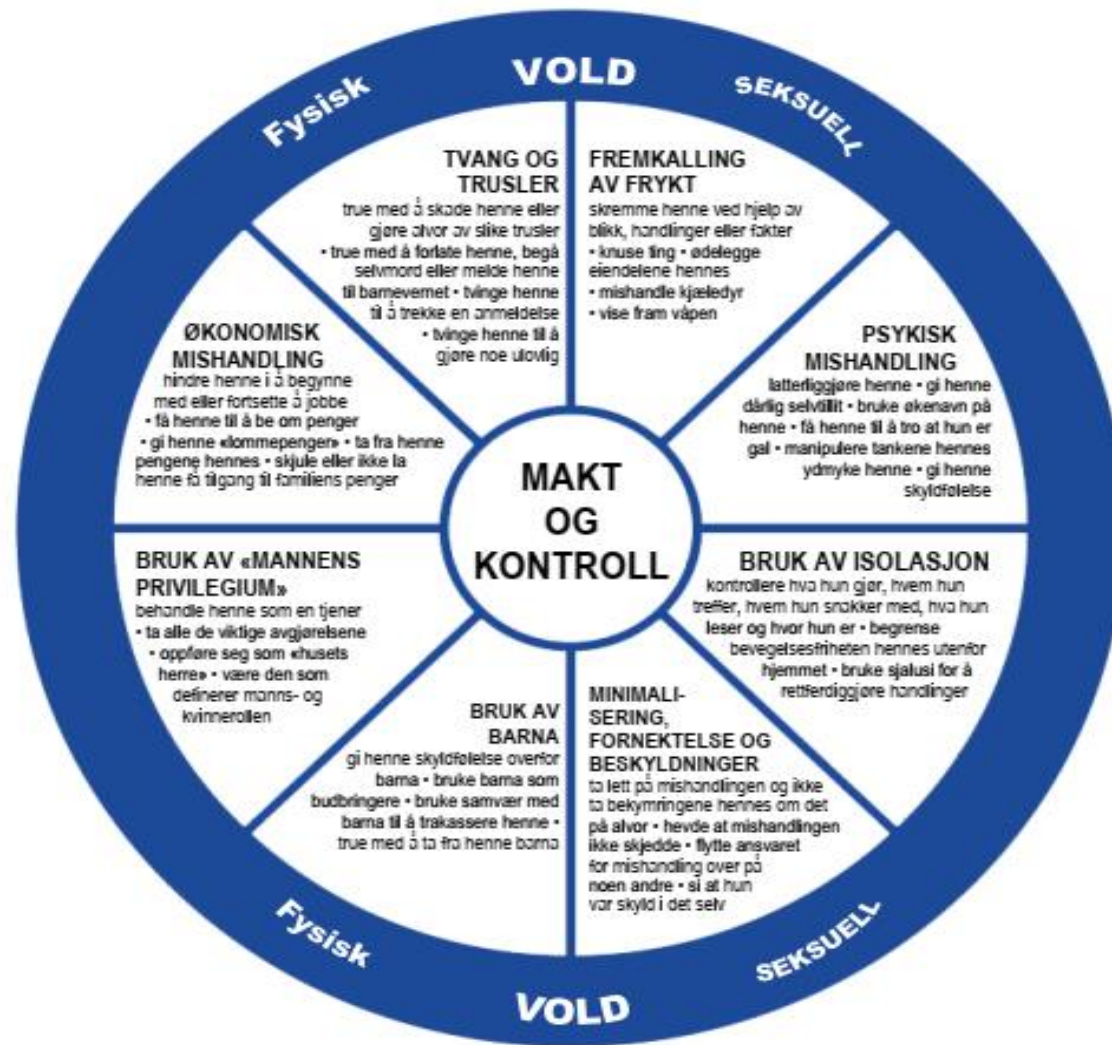 Fysisk
VOLD
SEKSUELL
TVANG OG
TRUSLER
true med å skade henne eller
gjøre alvor av slike trusler
• true med å forlate henne, begå
selvmord eller melde henne
til barnevernet • tvinge henne
til å trekke en anmeldelse
• tvinge henne til å
gjøre noe ulovlig
FREMKALLING
AV FRYKT
skremme henne ved hjelp av
blikk, handlinger eller fakter
• knuse ting • ødelegge
eiendelene hennes
• mishandle kjæledyr
• vise fram våpen
ØKONOMISK
MISHANDLING
hindre henne i å begynne
med eller fortsette å jobbe
• få henne til å be om penger
• gi henne «lommepenger» • ta fra henne
pengene hennes • skjule eller ikke la
henne få tilgang til familiens penger
PSYKISK
MISHANDLING
latterliggjøre henne • gi henne
dårlig selvtillit • bruke økenavn på
henne • få henne til å tro at hun er
gal • manipulere tankene hennes
ydmyke henne • gi henne
skyldfølelse
MAKT
OG
KONTROLL
BRUK AV «MANNENS
PRIVILEGIUM»
behandle henne som en tjener
• ta alle de viktige avgjørelsene
• oppføre seg som «husets
herre» • være den som
definerer manns- og
kvinnerollen
BRUK AV ISOLASJON
kontrollere hva hun gjør, hvem hun
treffer, hvem hun snakker med, hva hun
leser og hvor hun er • begrense
bevegelsesfriheten hennes utenfor
hjemmet • bruke sjalusi for å
rettferdiggjøre handlinger
BRUK AV
BARNA
gi henne skyldfølelse overfor
barna • bruke barna som
budbringere • bruke samvær med
barna til å trakassere henne •
true med å ta fra henne barna
MINIMALI-
SERING,
FORNEKTELSE OG
BESKYLDNINGER
ta lett på mishandlingen og ikke
ta bekymringene hennes om det
på alvor • hevde at mishandlingen
ikke skjedde • flytte ansvaret
for mishandling over på
noen andre • si at hun
var skyld i det selv
Fysisk
VOLD
SEKSUELL